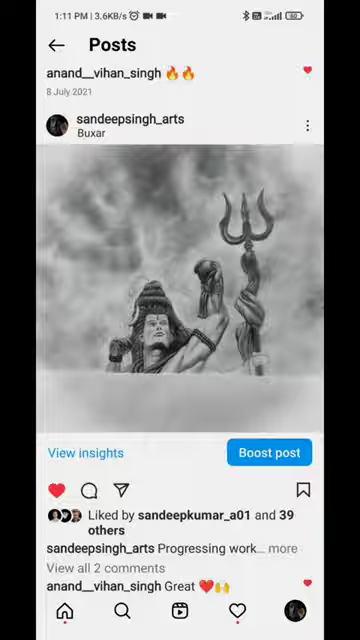 1:11 PM | 3.6KB/s
60
Posts
anand__vihan_singh 🔥🔥
8 July 2021
sandeepsingh_arts
Buxar
View insights
Boost post
Liked by sandeepkumar_a01 and 39
others
sandeepsingh_arts Progressing work... more
View all 2 comments
anand__vihan_singh Great ❤️🙌